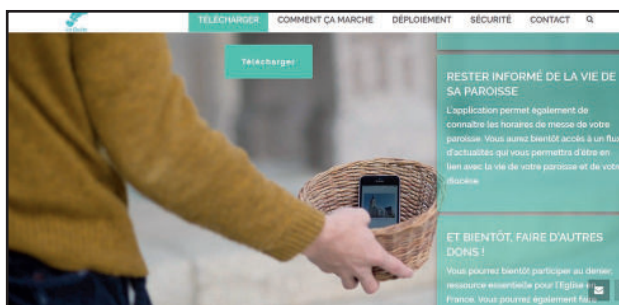 TÉLÉCHARGER COMMENT ÇA MARCHE DÉPLOIEMENT SÉCURITÉ CONTACT
Télécharger
RESTER INFORMÉ DE LA VIE DE
SA PAROISSE
L'application permet également de
connaître les horaires de messe de votre
paroisse. Vous aurez bientôt accès à un flux
d'actualités qui vous permettra d'être en
lien avec la vie de votre paroisse et de votre
diocèse.
ET BIENTÔT, FAIRE D'AUTRES
DONS !
Vous pourrez bientôt participer au denier,
ressource essentielle pour l'Eglise en
France. Vous pourrez également